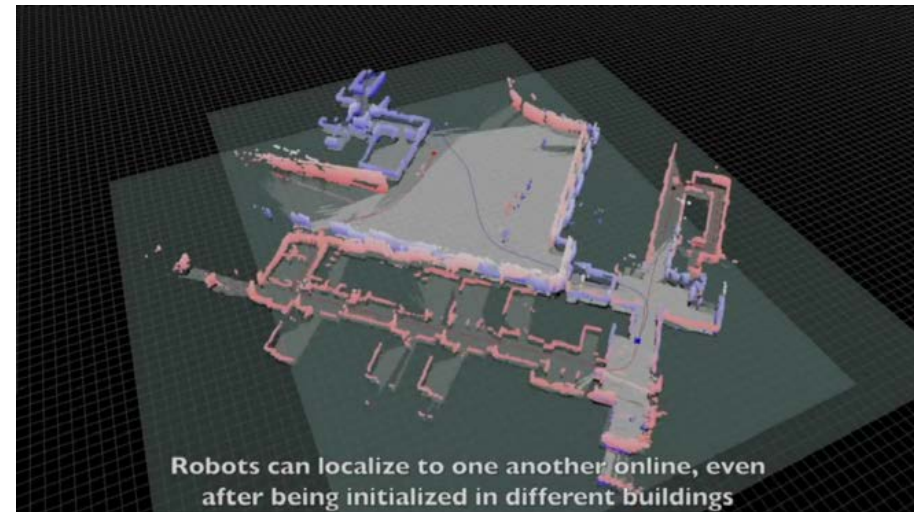 Robots can localize to one another online, even
after being initialized in different buildings